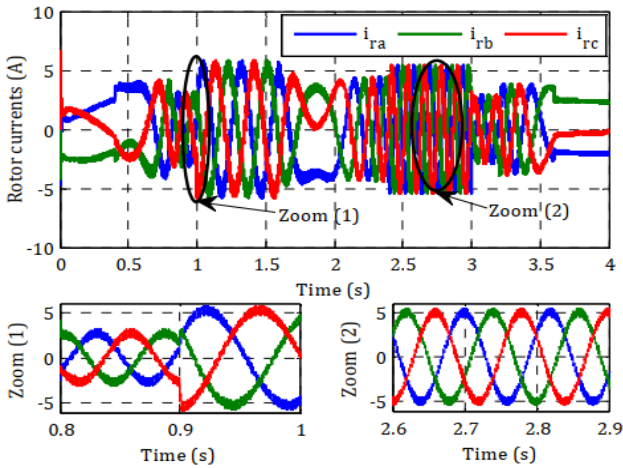 i_ra i_rb i_rc
Rotor currents (A)
10
5
0
-5
-10
Zoom (1)
Zoom (2)
0 0.5 1 1.5 2 2.5 3 3.5 4
Time (s)
Zoom (1)
5
0
-5
0.8 0.9 1
Time (s)
Zoom (2)
5
0
-5
2.6 2.7 2.8 2.9
Time (s)